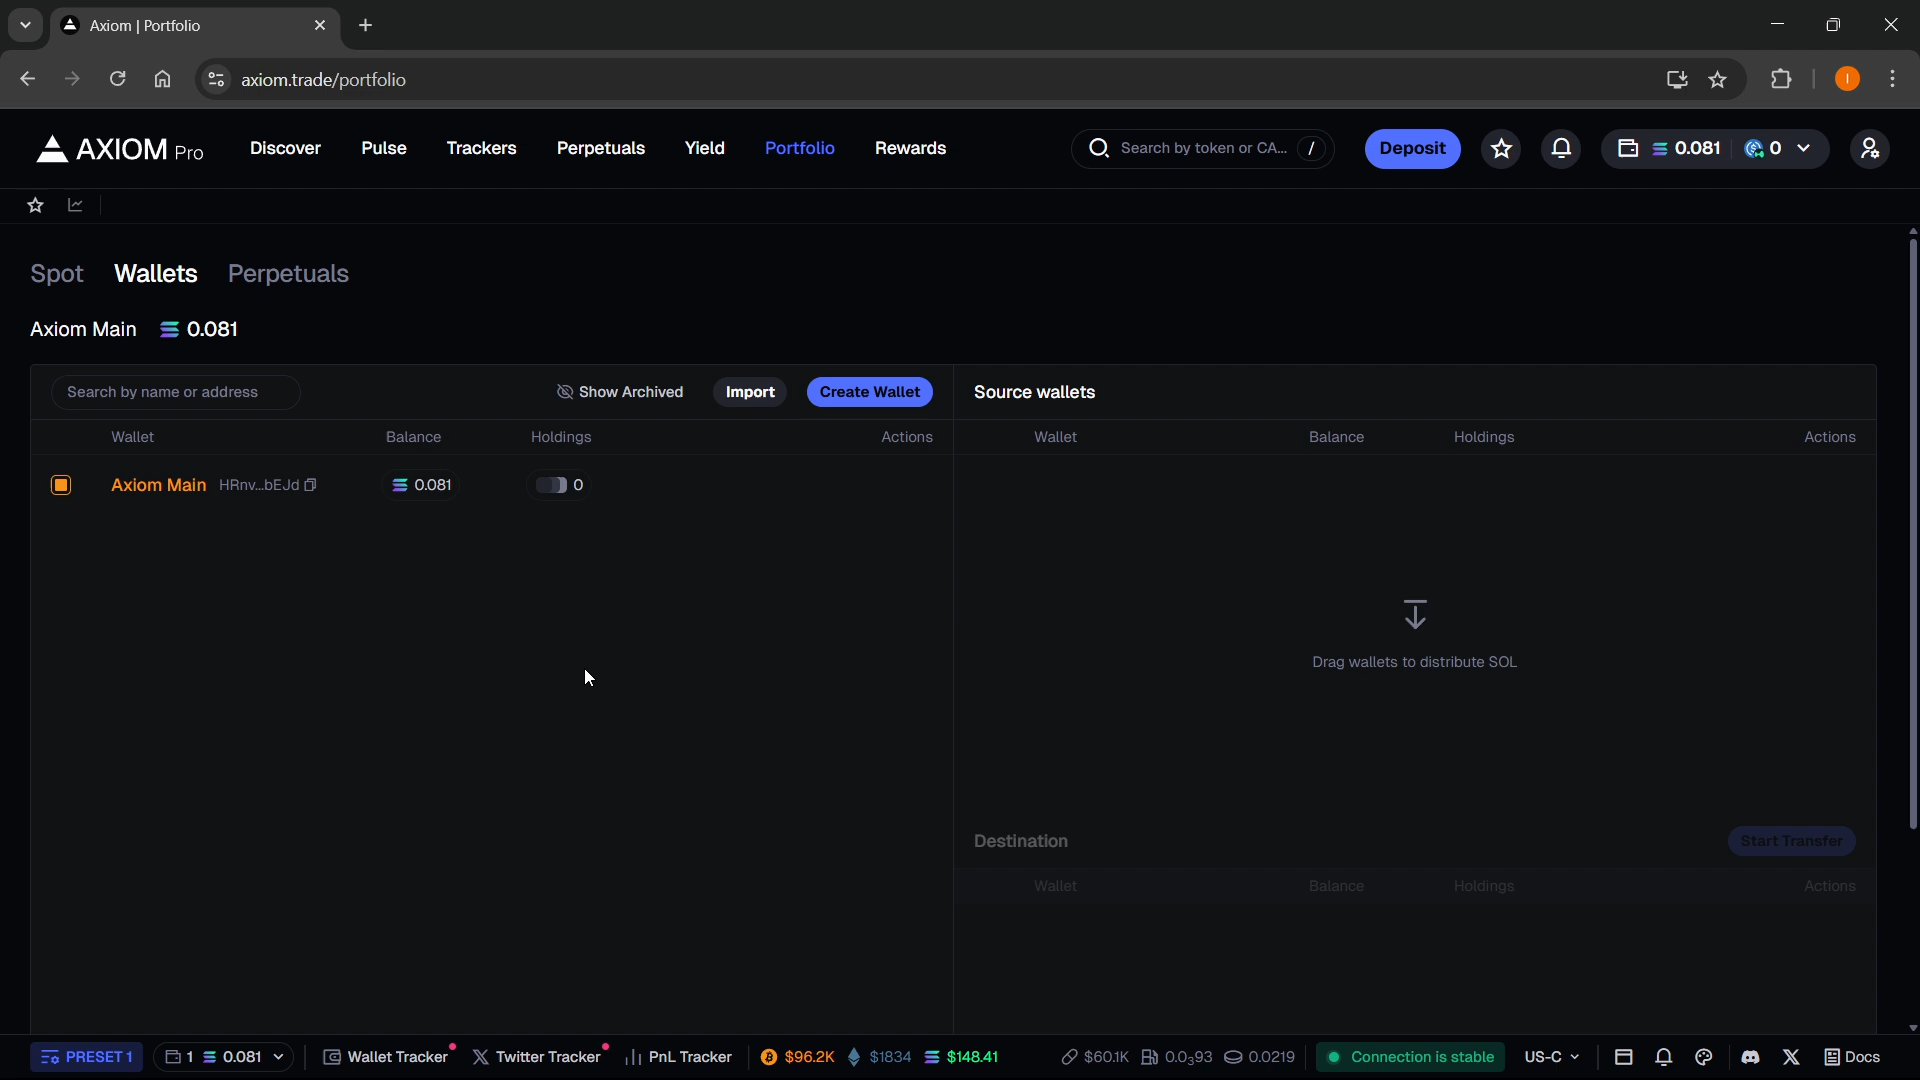 Axiom | Portfolio
axiom.trade/portfolio
I
AXIOM Pro
Discover
Pulse
Trackers
Perpetuals
Yield
Portfolio
Rewards
Search by token or CA...
/
Deposit
0.081
0
Spot
Wallets
Perpetuals
Axiom Main
0.081
Search by name or address
Show Archived
Import
Create Wallet
Source wallets
Wallet
Balance
Holdings
Actions
Wallet
Balance
Holdings
Actions
Axiom Main
HRnv...bEJd
0.081
0
Drag wallets to distribute SOL
Destination
Start Transfer
Wallet
Balance
Holdings
Actions
PRESET 1
1
0.081
Wallet Tracker
Twitter Tracker
PnL Tracker
$96.2K
$1834
$148.41
$60.1K
0.0₃93
0.0219
Connection is stable
US-C
Docs